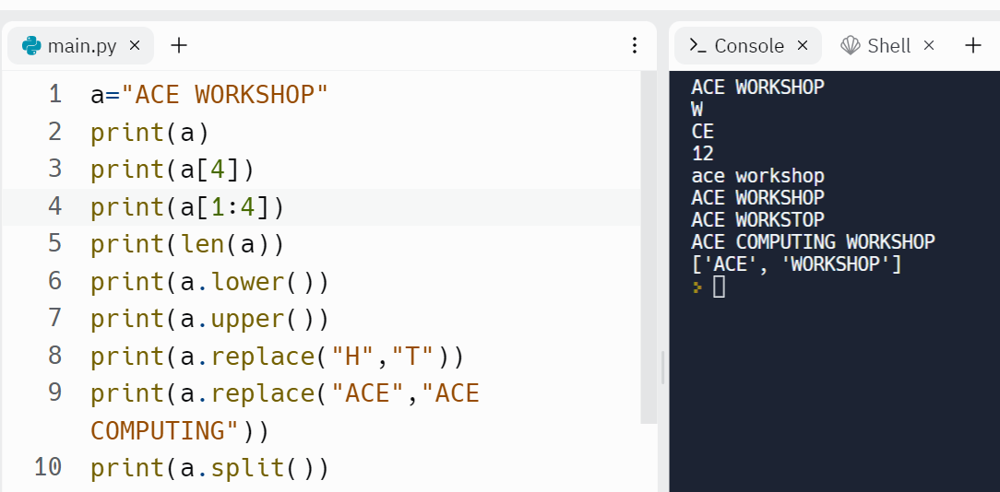 main.py × +
1 a="ACE WORKSHOP"
2 print(a)
3 print(a[4])
4 print(a[1:4])
5 print(len(a))
6 print(a.lower())
7 print(a.upper())
8 print(a.replace("H","T"))
9 print(a.replace("ACE","ACE
COMPUTING"))
10 print(a.split())
>_ Console × Shell × +
ACE WORKSHOP
W
CE
12
ace workshop
ACE WORKSHOP
ACE WORKSTOP
ACE COMPUTING WORKSHOP
['ACE', 'WORKSHOP']